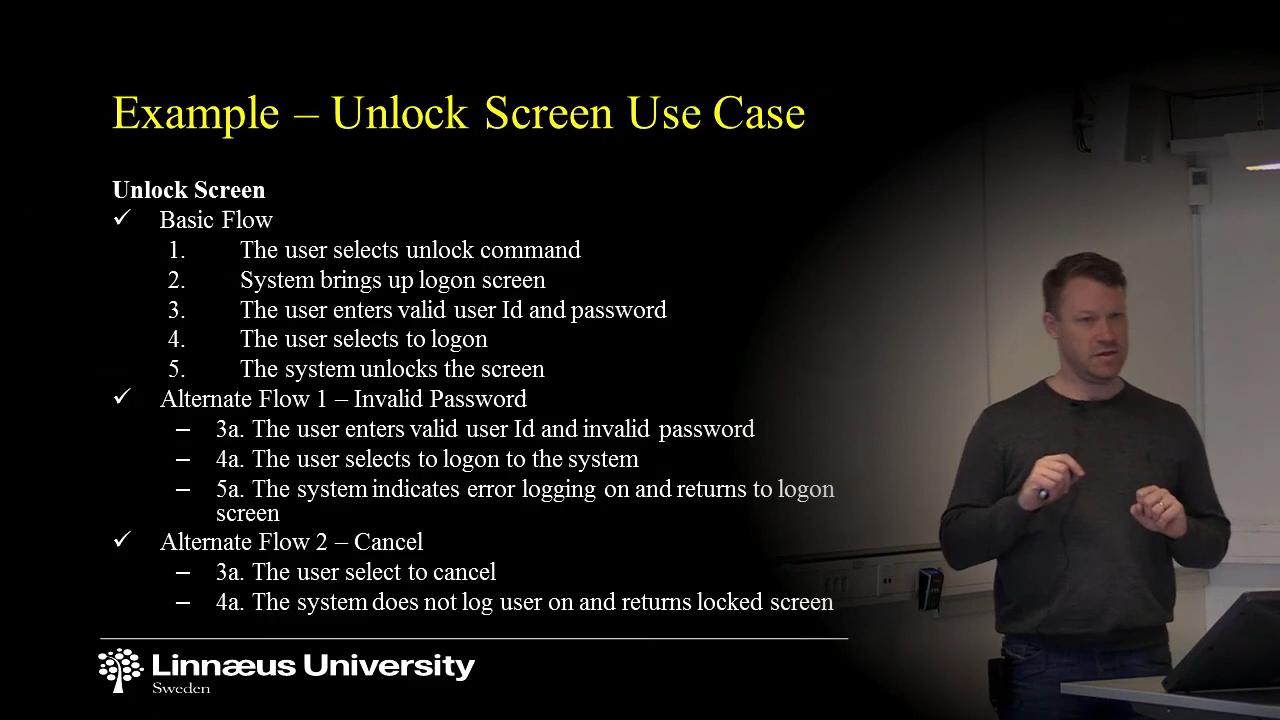 Example – Unlock Screen Use Case
Unlock Screen
✓ Basic Flow
1. The user selects unlock command
2. System brings up logon screen
3. The user enters valid user Id and password
4. The user selects to logon
5. The system unlocks the screen
✓ Alternate Flow 1 – Invalid Password
– 3a. The user enters valid user Id and invalid password
– 4a. The user selects to logon to the system
– 5a. The system indicates error logging on and returns to logon
screen
✓ Alternate Flow 2 – Cancel
– 3a. The user select to cancel
– 4a. The system does not log user on and returns locked screen
Linnæus University
Sweden